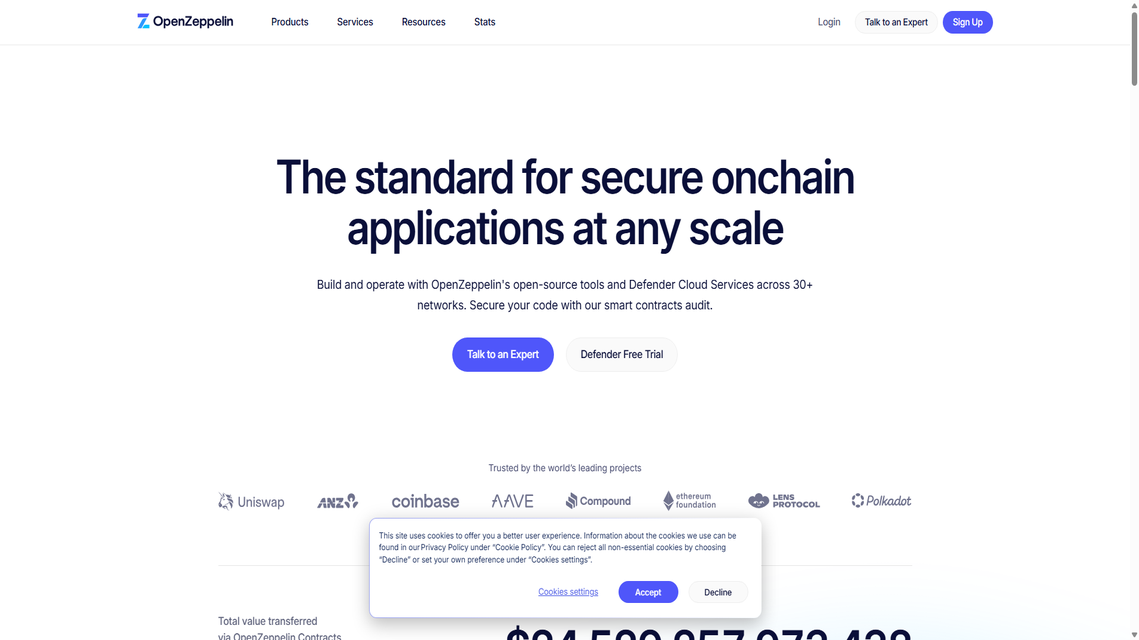 OpenZeppelin
Products
Services
Resources
Stats
Login
Talk to an Expert
Sign Up
The standard for secure onchain
applications at any scale
Build and operate with OpenZeppelin's open-source tools and Defender Cloud Services across 30+
networks. Secure your code with our smart contracts audit.
Talk to an Expert
Defender Free Trial
Trusted by the world's leading projects
Uniswap
ANZ
coinbase
AAVE
Compound
ethereum
foundation
LENS
PROTOCOL
Polkadot
This site uses cookies to offer you a better user experience. Information about the cookies we use can be
found in our Privacy Policy under “Cookie Policy”. You can reject all non-essential cookies by choosing
“Decline” or set your own preference under “Cookies settings”.
Cookies settings
Accept
Decline
Total value transferred
via OpenZeppelin Contracts